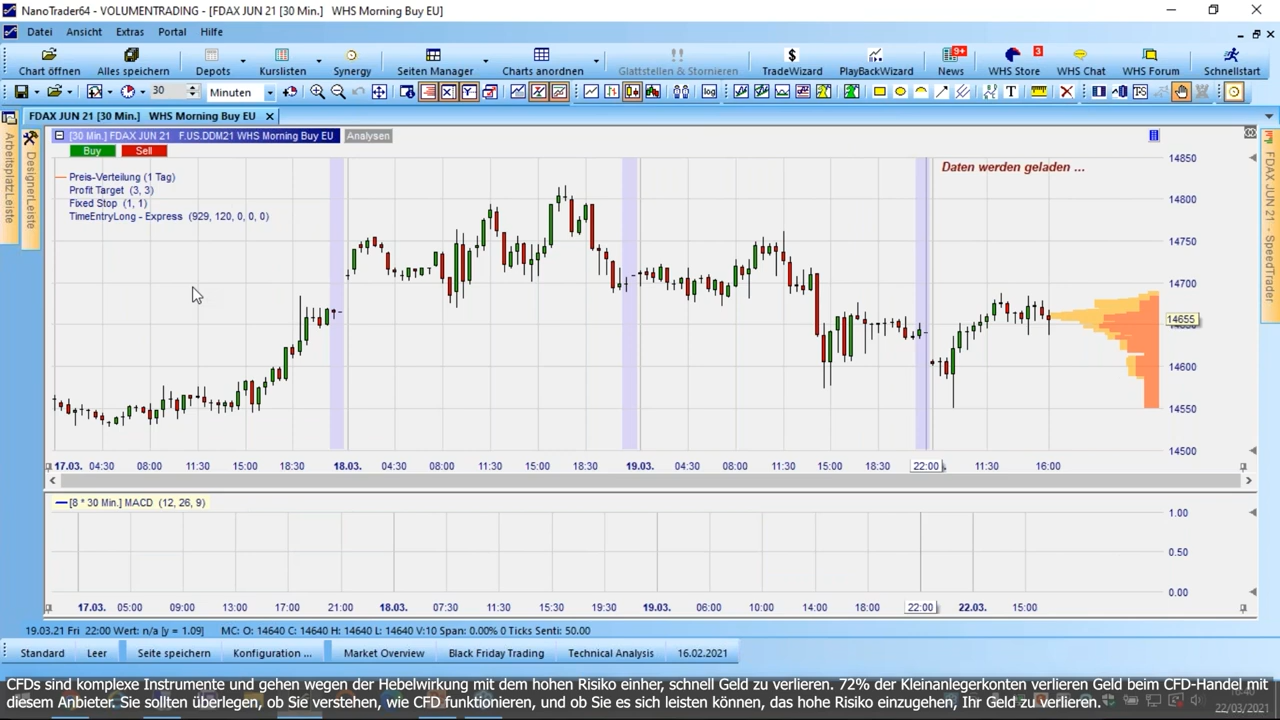 NanoTrader64 - VOLUMENTRADING - [FDAX JUN 21 [30 Min.] WHS Morning Buy EU]
Datei Ansicht Extras Portal Hilfe
Chart öffnen Alles speichern Depots Kurslisten Synergy Seiten Manager Charts anordnen Glattstellen & Stornieren TradeWizard PlayBackWizard 9+ News 3 WHS Store WHS Chat WHS Forum Schnellstart
30 Minuten
FDAX JUN 21 [30 Min.] WHS Morning Buy EU
[30 Min.] FDAX JUN 21 F.US.DDM21 WHS Morning Buy EU Analysen
Buy Sell
Daten werden geladen ...
Preis-Verteilung (1 Tag)
Profit Target (3, 3)
Fixed Stop (1, 1)
TimeEntryLong - Express (929, 120, 0, 0, 0)
ArbeitsplatzLeiste
DesignerLeiste
FDAX JUN 21 - SpeedTrader
14850
14800
14750
14700
14655
14600
14550
14500
17.03. 04:30 08:00 11:30 15:00 18:30 18.03. 04:30 08:00 11:30 15:00 18:30 19.03. 04:30 08:00 11:30 15:00 18:30 22:00 11:30 16:00
[8 * 30 Min.] MACD (12, 26, 9)
1.00
0.50
0.00
17.03. 05:00 09:00 13:00 17:00 21:00 18.03. 07:30 11:30 15:30 19:30 19.03. 06:00 10:00 14:00 18:00 22:00 22.03. 15:00
19.03.21 Fri 22:00 Wert: n/a [y = 1.09] MC: O: 14640 C: 14640 H: 14640 L: 14640 V:10 Span: 0.00% 0 Ticks Senti: 50.00
Standard Leer Seite speichern Konfiguration ... Market Overview Black Friday Trading Technical Analysis 16.02.2021
CFDs sind komplexe Instrumente und gehen wegen der Hebelwirkung mit dem hohen Risiko einher, schnell Geld zu verlieren. 72% der Kleinanlegerkonten verlieren Geld beim CFD-Handel mit
diesem Anbieter. Sie sollten überlegen, ob Sie verstehen, wie CFD funktionieren, und ob Sie es sich leisten können, das hohe Risiko einzugehen, Ihr Geld zu verlieren.
22/03/2021